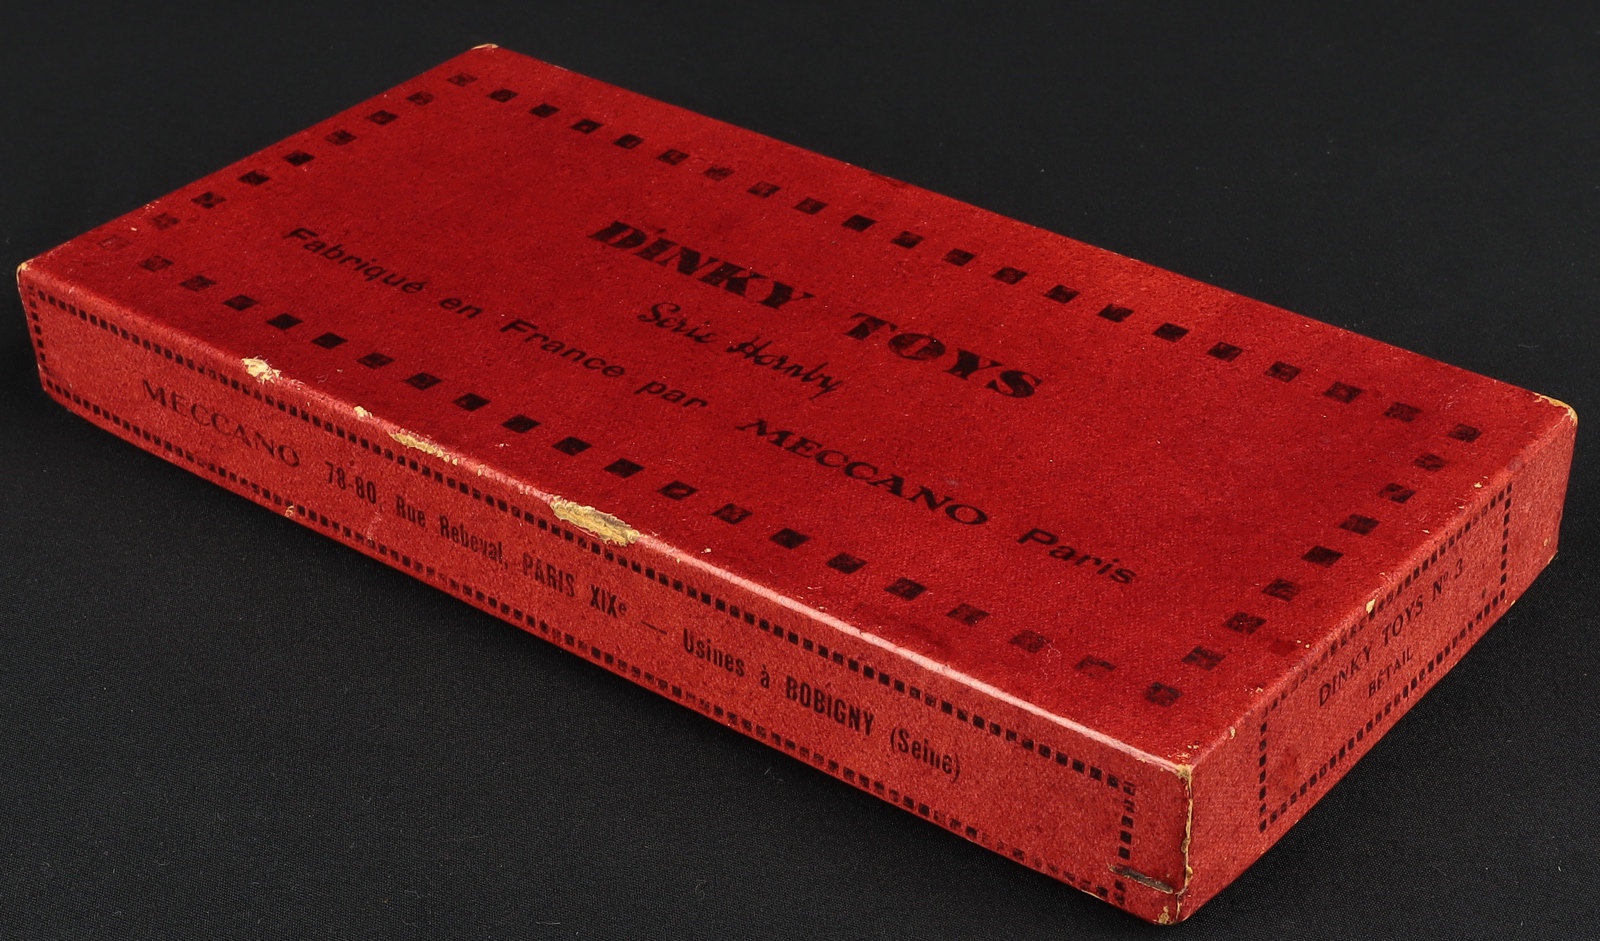 DINKY TOYS
Série Hornby
Fabriqué en France par MECCANO Paris
MECCANO 78-80, Rue Rebeval, PARIS XIXe — Usines à BOBIGNY (Seine)
DINKY TOYS No 3
BÉTAIL